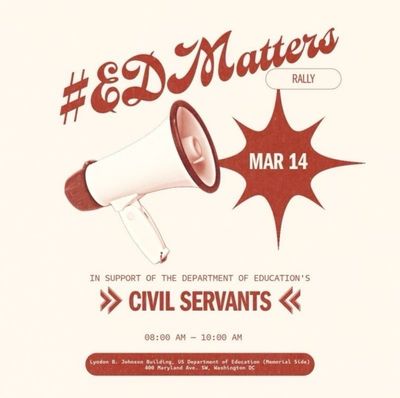 #EDMatters
RALLY
MAR 14
IN SUPPORT OF THE DEPARTMENT OF EDUCATION'S
CIVIL SERVANTS
08:00 AM — 10:00 AM
Lyndon B. Johnson Building, US Department of Education (Memorial Side)
400 Maryland Ave. SW, Washington DC